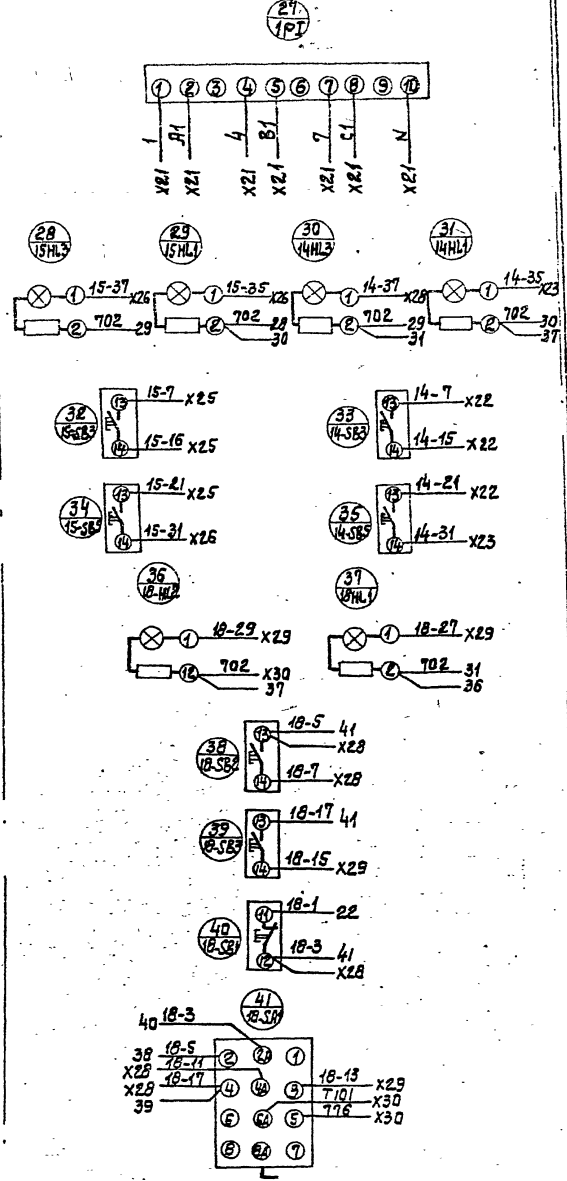 27
1PI
1 2 3 4 5 6 7 8 9 10
1 A1 4 B1 7 C1 N
X21 X21 X21 X21 X21 X21 X21
28 29 30 31
15HL3 15HL1 14HL3 14HL1
1 15-37 X26 1 15-35 X26 1 14-37 X28 1 14-35 X23
2 702 29 2 702 28 2 702 29 2 702 30
30 31 37
13 15-7 X25 13 14-7 X22
32 33
15-SB3 14-SB3
14 15-16 X25 14 14-15 X22
13 15-21 X25 13 14-21 X22
34 35
15-SB5 14-SB5
14 15-31 X26 14 14-31 X23
36 37
18-HL2 18HL1
1 18-29 X29 1 18-27 X29
12 702 X30 2 702 31
37 36
13 18-5 41
X28
38
18-SB2
14 18-7 X28
13 18-17 41
39
18-SB3
14 18-15 X29
11 18-1 22
40
18-SB1
12 18-3 41
X28
41
18-SA1
40 18-3
38 18-5 2 2A 1
X28 18-11
X28 18-17 4 4A 3 18-13 X29
39 T101 X30
6 6A 5 776 X30
8 8A 7